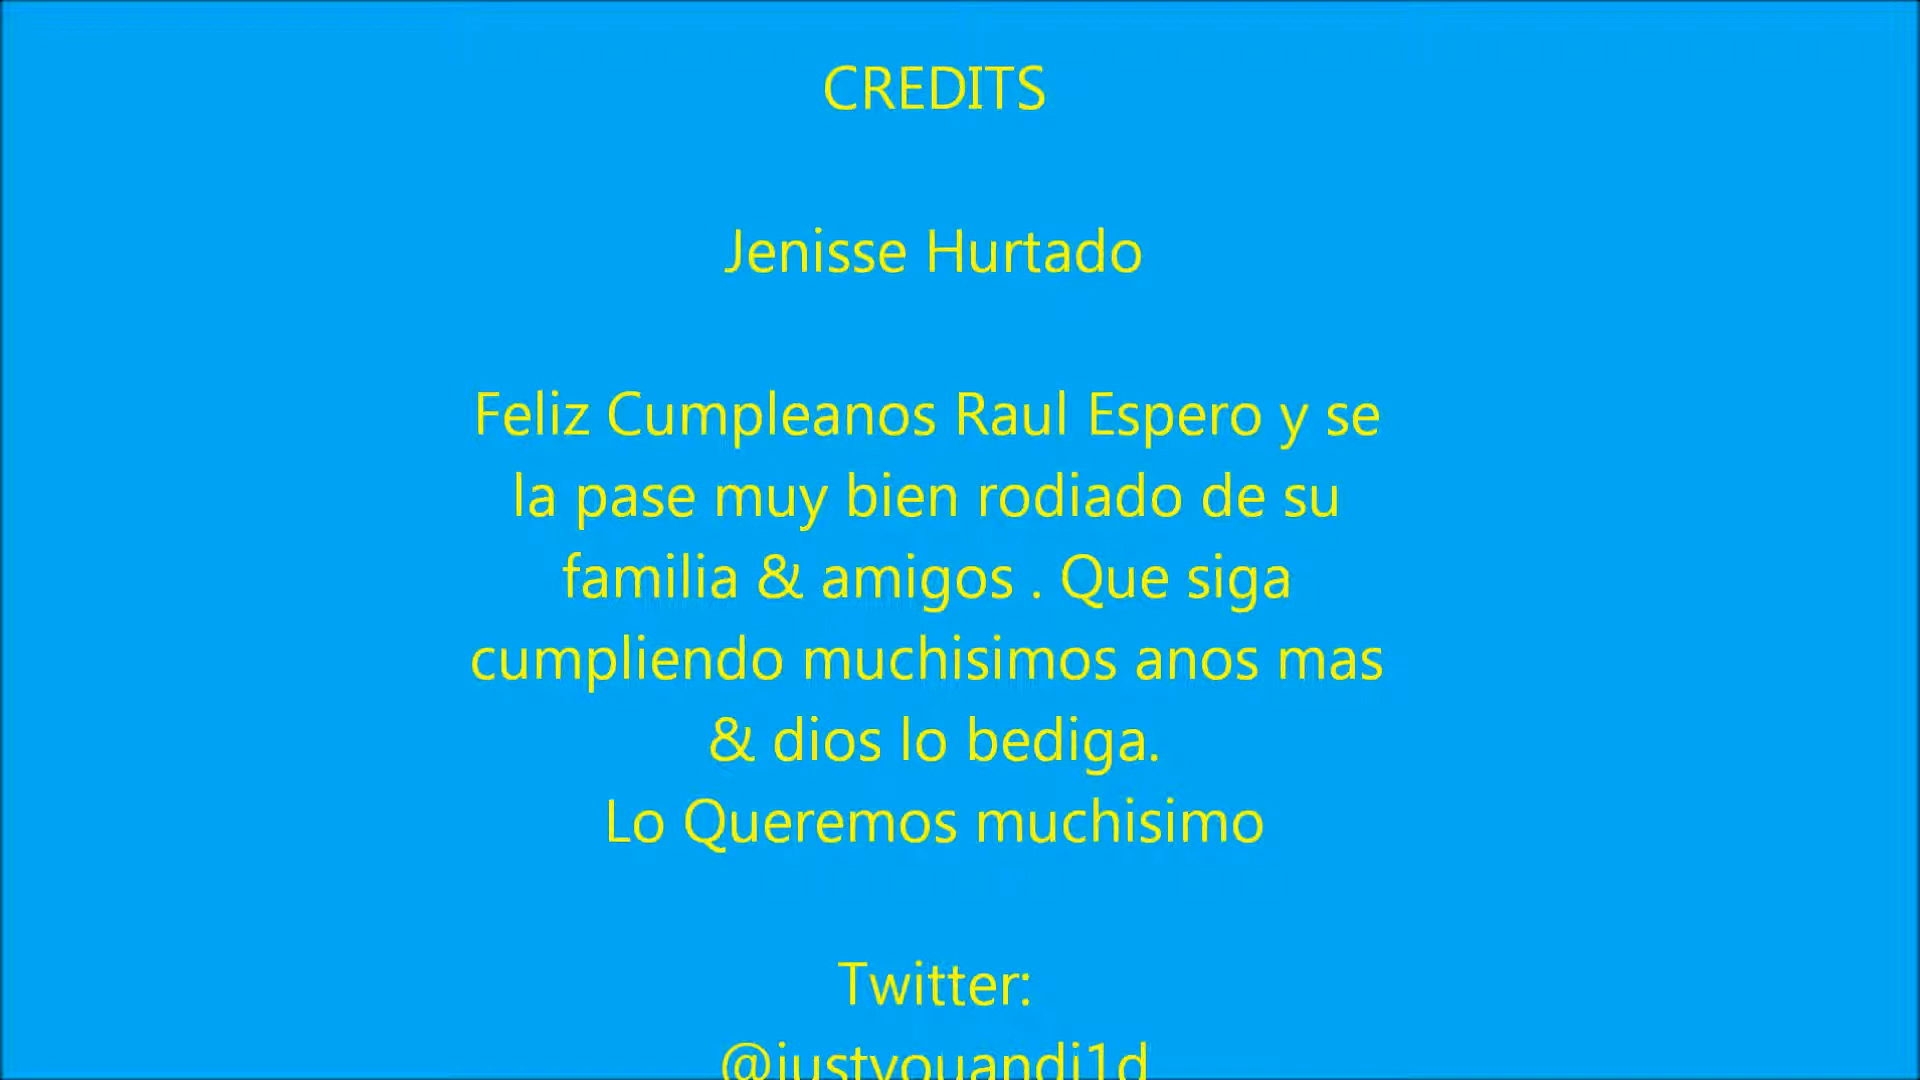 CREDITS
Jenisse Hurtado
Feliz Cumpleanos Raul Espero y se
la pase muy bien rodiado de su
familia & amigos . Que siga
cumpliendo muchisimos anos mas
& dios lo bediga.
Lo Queremos muchisimo
Twitter:
@justyouandi1d